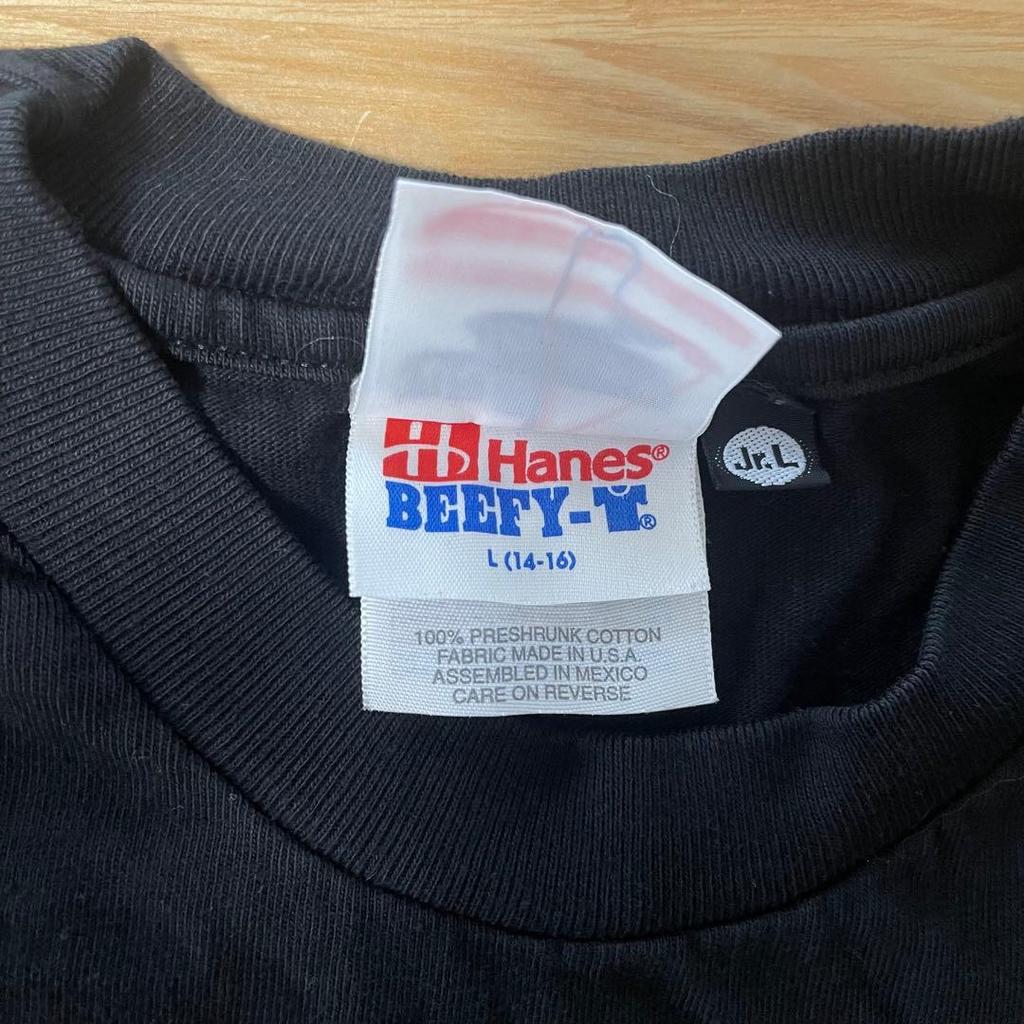 Hanes®
BEEFY-T®
L (14-16)
Jr.L
100% PRESHRUNK COTTON
FABRIC MADE IN U.S.A.
ASSEMBLED IN MEXICO
CARE ON REVERSE